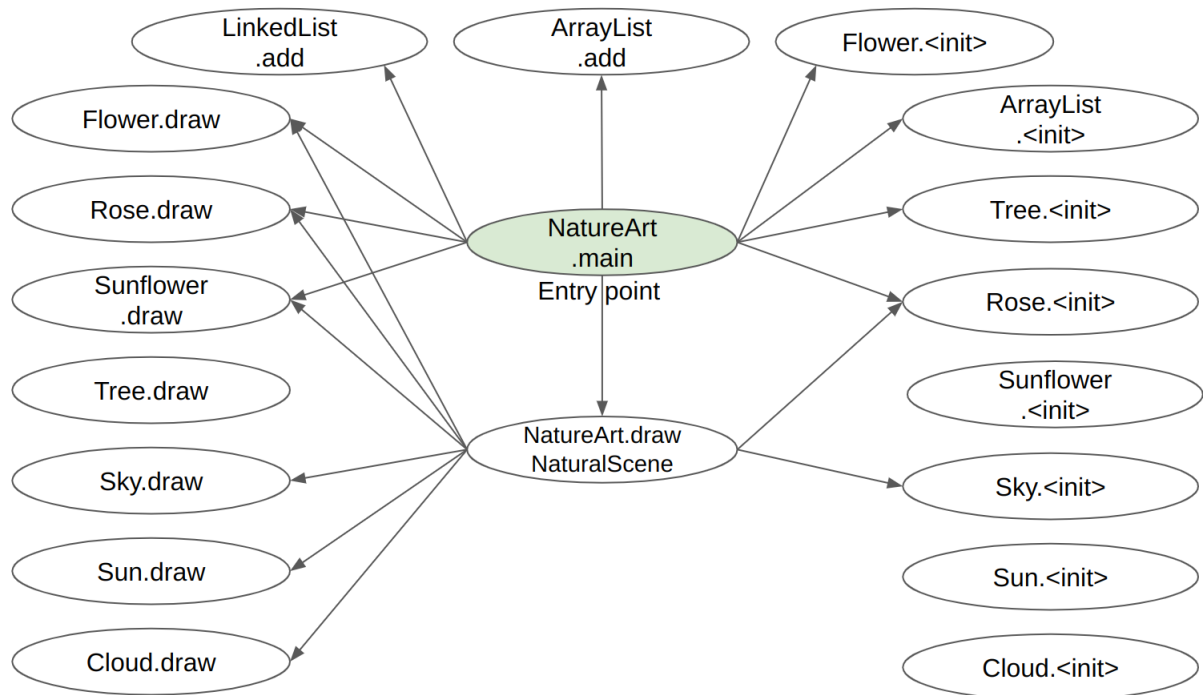 LinkedList
.add
ArrayList
.add
Flower.<init>
Flower.draw
ArrayList
.<init>
Rose.draw
NatureArt
.main
Tree.<init>
Sunflower
.draw
Entry point
Rose.<init>
Tree.draw
Sunflower
.<init>
NatureArt.draw
NaturalScene
Sky.draw
Sky.<init>
Sun.draw
Sun.<init>
Cloud.draw
Cloud.<init>